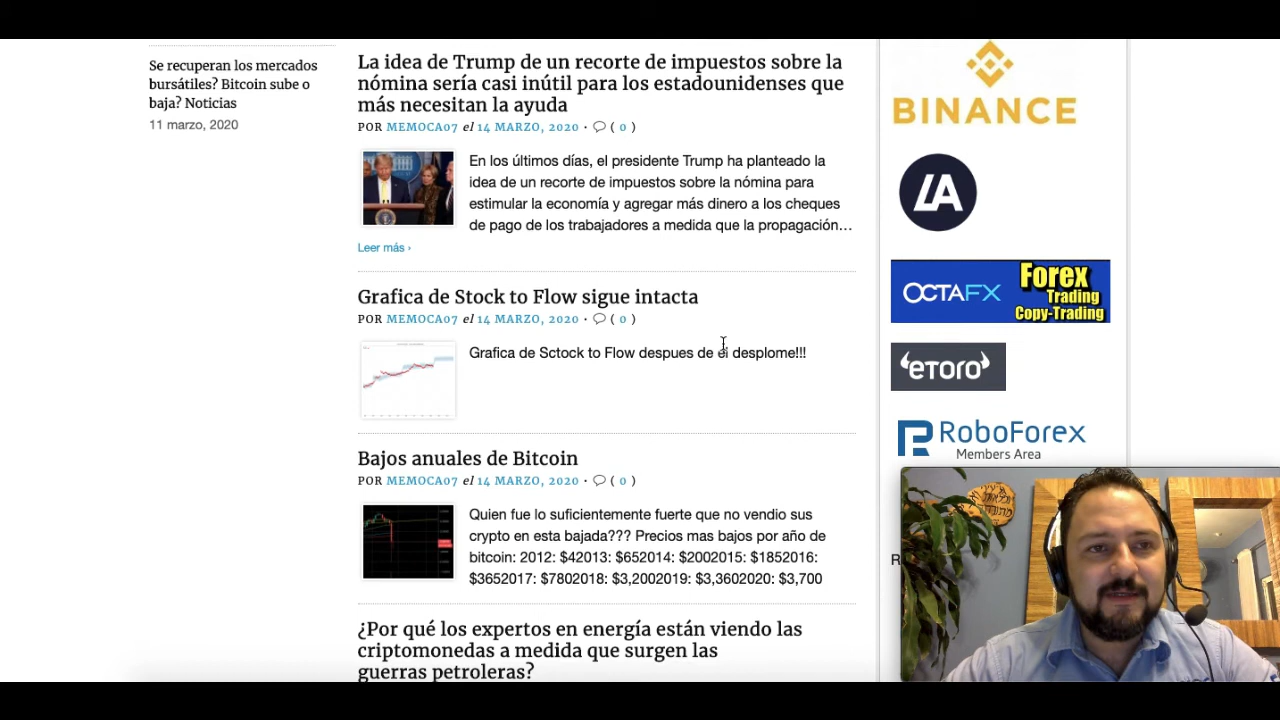 Se recuperan los mercados
bursátiles? Bitcoin sube o
baja? Noticias
11 marzo, 2020
La idea de Trump de un recorte de impuestos sobre la
nómina sería casi inútil para los estadounidenses que
más necesitan la ayuda
POR MEMOCA07 el 14 MARZO, 2020 · ( 0 )
En los últimos días, el presidente Trump ha planteado la
idea de un recorte de impuestos sobre la nómina para
estimular la economía y agregar más dinero a los cheques
de pago de los trabajadores a medida que la propagación…
Leer más ›
Grafica de Stock to Flow sigue intacta
POR MEMOCA07 el 14 MARZO, 2020 · ( 0 )
Grafica de Sctock to Flow despues de el desplome!!!
Bajos anuales de Bitcoin
POR MEMOCA07 el 14 MARZO, 2020 · ( 0 )
Quien fue lo suficientemente fuerte que no vendio sus
crypto en esta bajada??? Precios mas bajos por año de
bitcoin: 2012: $42013: $652014: $2002015: $1852016:
$3652017: $7802018: $3,2002019: $3,3602020: $3,700
¿Por qué los expertos en energía están viendo las
criptomonedas a medida que surgen las
guerras petroleras?
BINANCE
LA
OCTAFX Forex
Trading
Copy-Trading
eToro
RoboForex
Members Area